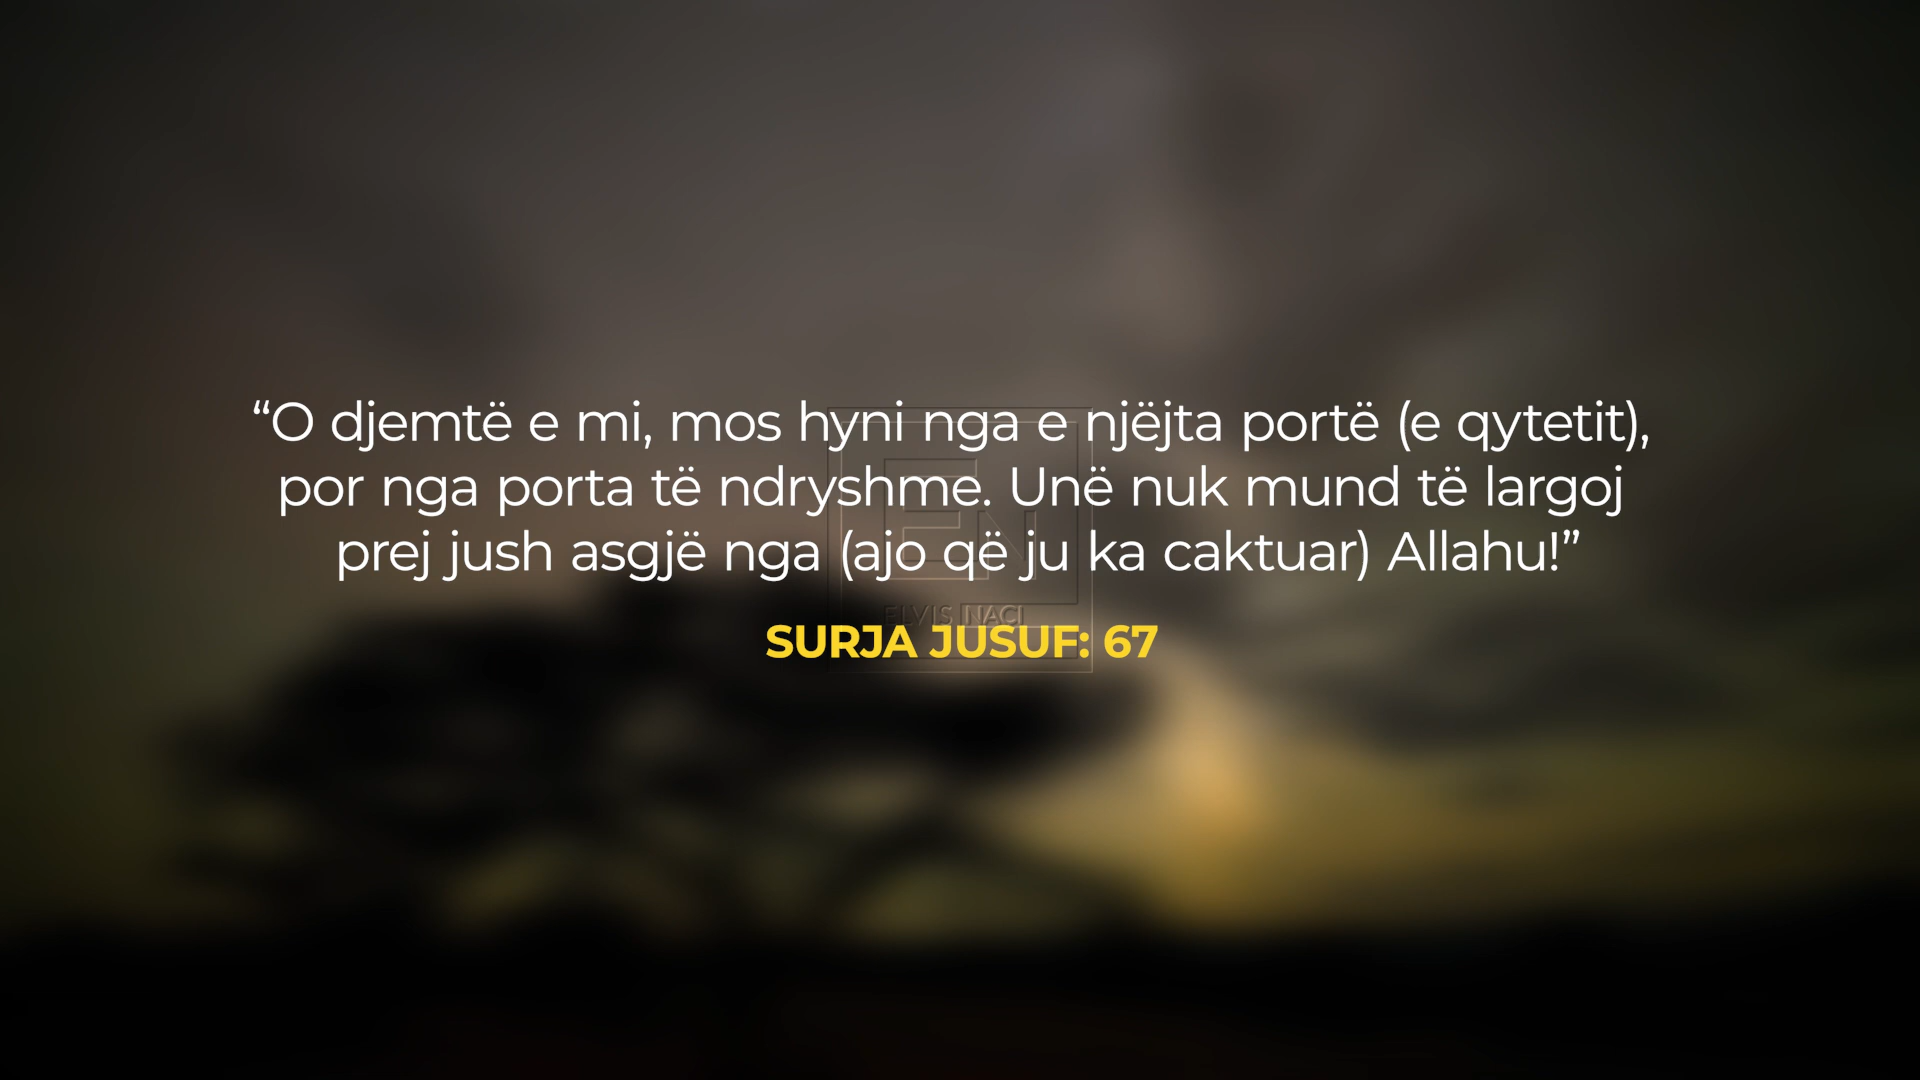 “O djemtë e mi, mos hyni nga e njëjta portë (e qytetit),
por nga porta të ndryshme. Unë nuk mund të largoj
prej jush asgjë nga (ajo që ju ka caktuar) Allahu!”
EN
ELVIS NACI
SURJA JUSUF: 67